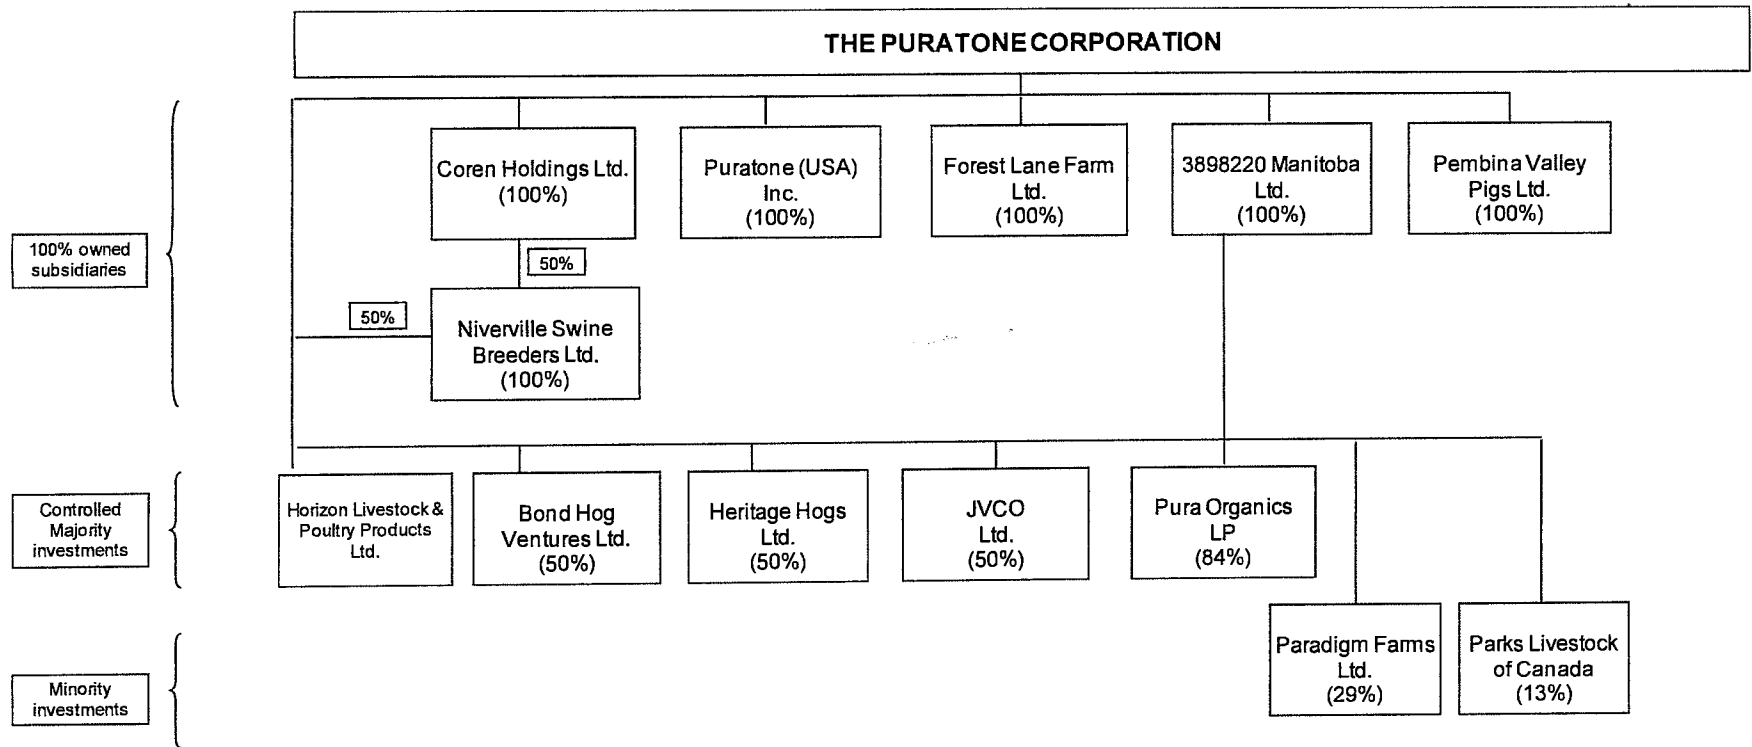 THE PURATONE CORPORATION
Coren Holdings Ltd.
(100%)
Puratone (USA)
Inc.
(100%)
Forest Lane Farm
Ltd.
(100%)
3898220 Manitoba
Ltd.
(100%)
Pembina Valley
Pigs Ltd.
(100%)
100% owned
subsidiaries
50%
50%
Niverville Swine
Breeders Ltd.
(100%)
Controlled
Majority
investments
Horizon Livestock &
Poultry Products
Ltd.
Bond Hog
Ventures Ltd.
(50%)
Heritage Hogs
Ltd.
(50%)
JVCO
Ltd.
(50%)
Pura Organics
LP
(84%)
Minority
investments
Paradigm Farms
Ltd.
(29%)
Parks Livestock
of Canada
(13%)